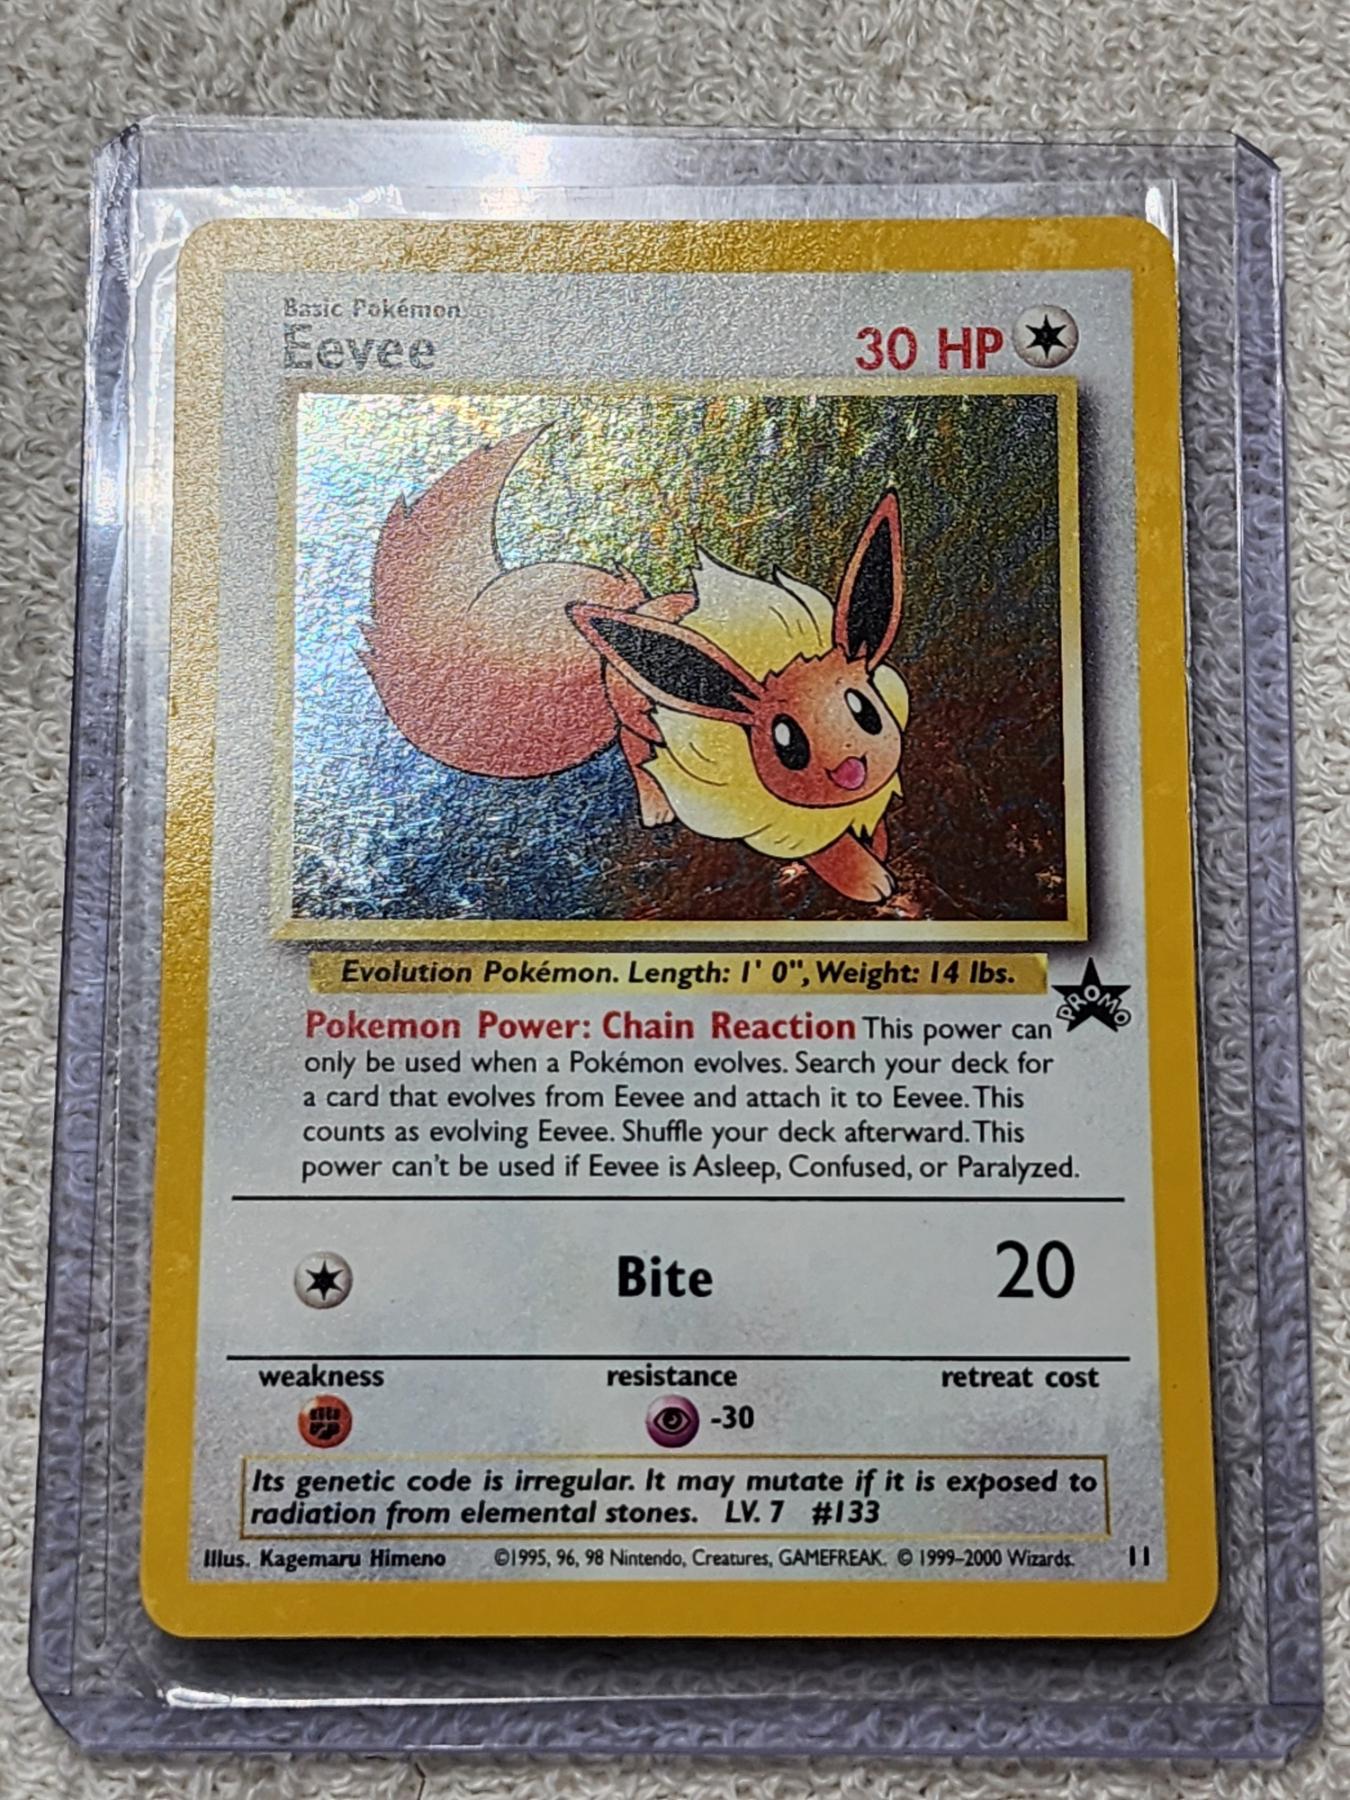 Basic Pokémon
Eevee
30 HP
Evolution Pokémon. Length: 1' 0", Weight: 14 lbs.
PROMO
Pokemon Power: Chain Reaction This power can
only be used when a Pokémon evolves. Search your deck for
a card that evolves from Eevee and attach it to Eevee. This
counts as evolving Eevee. Shuffle your deck afterward. This
power can't be used if Eevee is Asleep, Confused, or Paralyzed.
Bite 20
weakness resistance retreat cost
-30
Its genetic code is irregular. It may mutate if it is exposed to
radiation from elemental stones. LV. 7 #133
Illus. Kagemaru Himeno ©1995, 96, 98 Nintendo, Creatures, GAMEFREAK. © 1999–2000 Wizards. 11